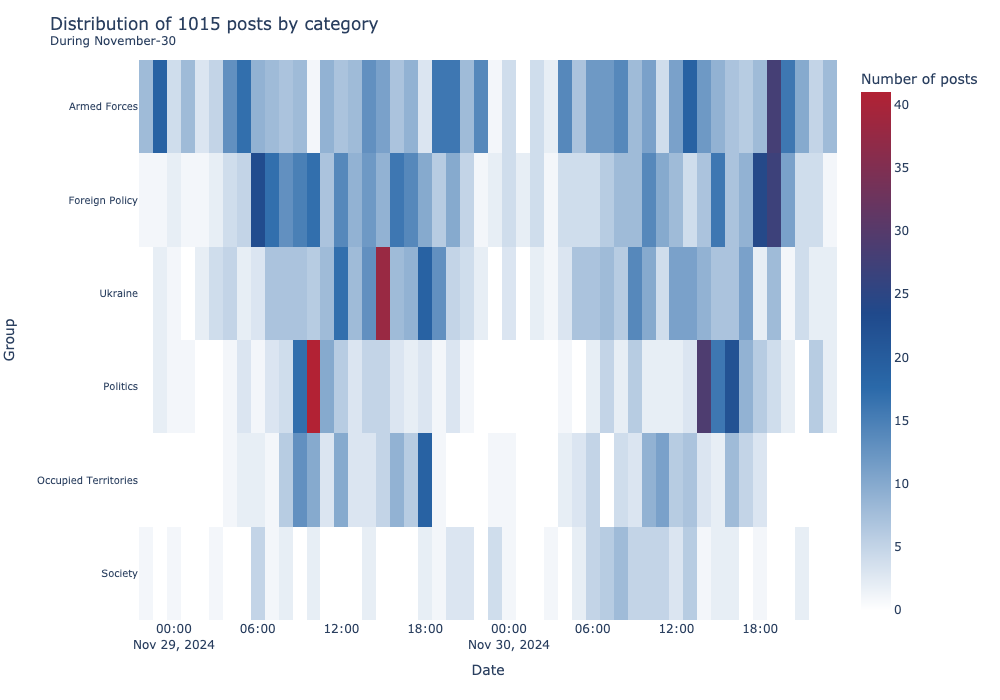 Distribution of 1015 posts by category
During November-30
Number of posts
Armed Forces
Foreign Policy
Ukraine
Politics
Occupied Territories
Society
Group
40
35
30
25
20
15
10
5
0
00:00 06:00 12:00 18:00 00:00 06:00 12:00 18:00
Nov 29, 2024 Nov 30, 2024
Date